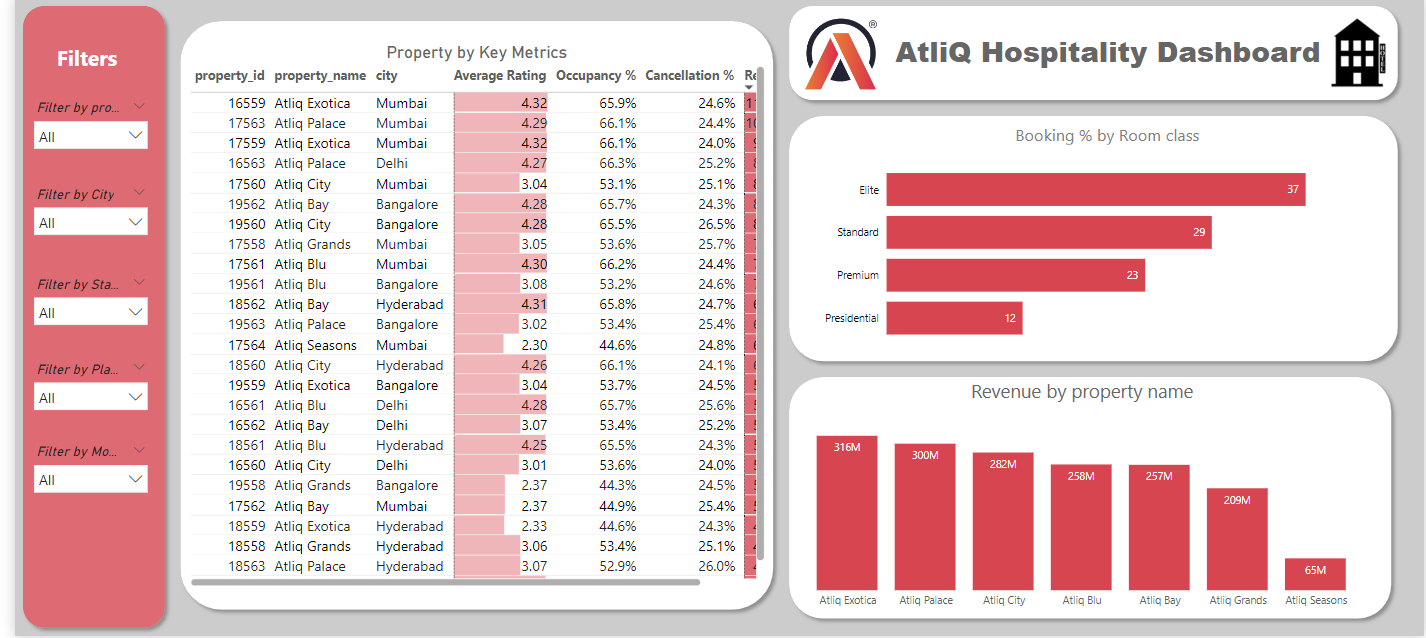 Filters
Filter by pro...
All
Filter by City
All
Filter by Sta...
All
Filter by Pla...
All
Filter by Mo...
All
Property by Key Metrics
property_id property_name city Average Rating Occupancy % Cancellation % Re
16559 Atliq Exotica Mumbai 4.32 65.9% 24.6% 11
17563 Atliq Palace Mumbai 4.29 66.1% 24.4% 10
17559 Atliq Exotica Mumbai 4.32 66.1% 24.0% 9
16563 Atliq Palace Delhi 4.27 66.3% 25.2%
17560 Atliq City Mumbai 3.04 53.1% 25.1%
19562 Atliq Bay Bangalore 4.28 65.7% 24.3%
19560 Atliq City Bangalore 4.28 65.5% 26.5%
17558 Atliq Grands Mumbai 3.05 53.6% 25.7%
17561 Atliq Blu Mumbai 4.30 66.2% 24.4%
19561 Atliq Blu Bangalore 3.08 53.2% 24.6%
18562 Atliq Bay Hyderabad 4.31 65.8% 24.7%
19563 Atliq Palace Bangalore 3.02 53.4% 25.4%
17564 Atliq Seasons Mumbai 2.30 44.6% 24.8%
18560 Atliq City Hyderabad 4.26 66.1% 24.1%
19559 Atliq Exotica Bangalore 3.04 53.7% 24.5%
16561 Atliq Blu Delhi 4.28 65.7% 25.6%
16562 Atliq Bay Delhi 3.07 53.4% 25.2%
18561 Atliq Blu Hyderabad 4.25 65.5% 24.3%
16560 Atliq City Delhi 3.01 53.6% 24.0%
19558 Atliq Grands Bangalore 2.37 44.3% 24.5%
17562 Atliq Bay Mumbai 2.37 44.9% 25.4%
18559 Atliq Exotica Hyderabad 2.33 44.6% 24.3%
18558 Atliq Grands Hyderabad 3.06 53.4% 25.1%
18563 Atliq Palace Hyderabad 3.07 52.9% 26.0%
®
AtliQ Hospitality Dashboard
HOTEL
Booking % by Room class
Elite 37
Standard 29
Premium 23
Presidential 12
Revenue by property name
316M 300M 282M 258M 257M 209M 65M
Atliq Exotica Atliq Palace Atliq City Atliq Blu Atliq Bay Atliq Grands Atliq Seasons